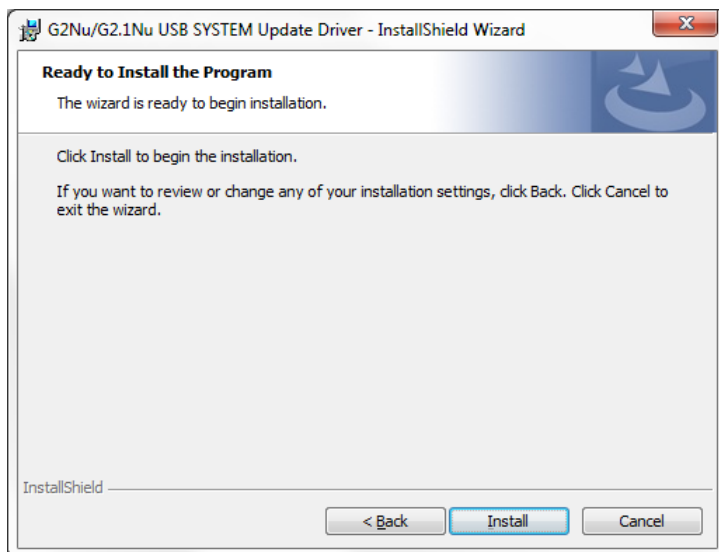 G2Nu/G2.1Nu USB SYSTEM Update Driver - InstallShield Wizard
Ready to Install the Program
The wizard is ready to begin installation.
Click Install to begin the installation.
If you want to review or change any of your installation settings, click Back. Click Cancel to
exit the wizard.
InstallShield
< Back Install Cancel